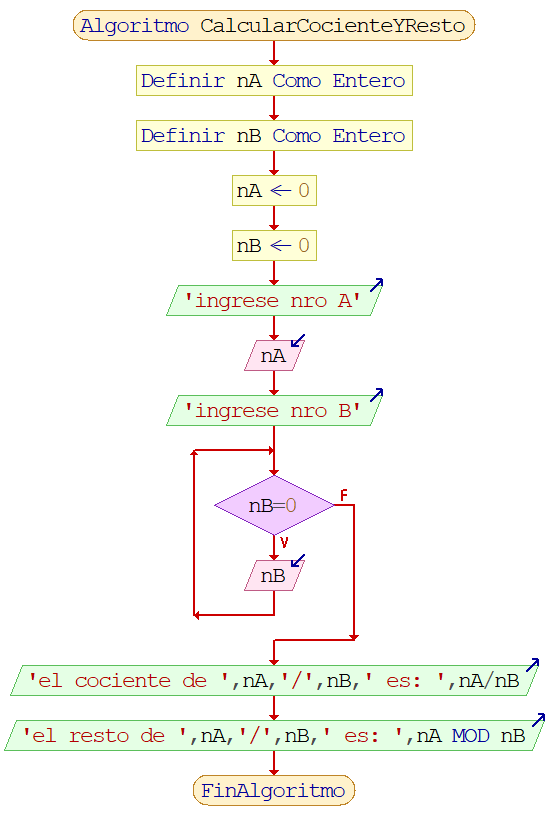 Algoritmo CalcularCocienteYResto
Definir nA Como Entero
Definir nB Como Entero
nA ← 0
nB ← 0
'ingrese nro A'
nA
'ingrese nro B'
nB=0
F
V
nB
'el cociente de ',nA,'/',nB,' es: ',nA/nB
'el resto de ',nA,'/',nB,' es: ',nA MOD nB
FinAlgoritmo